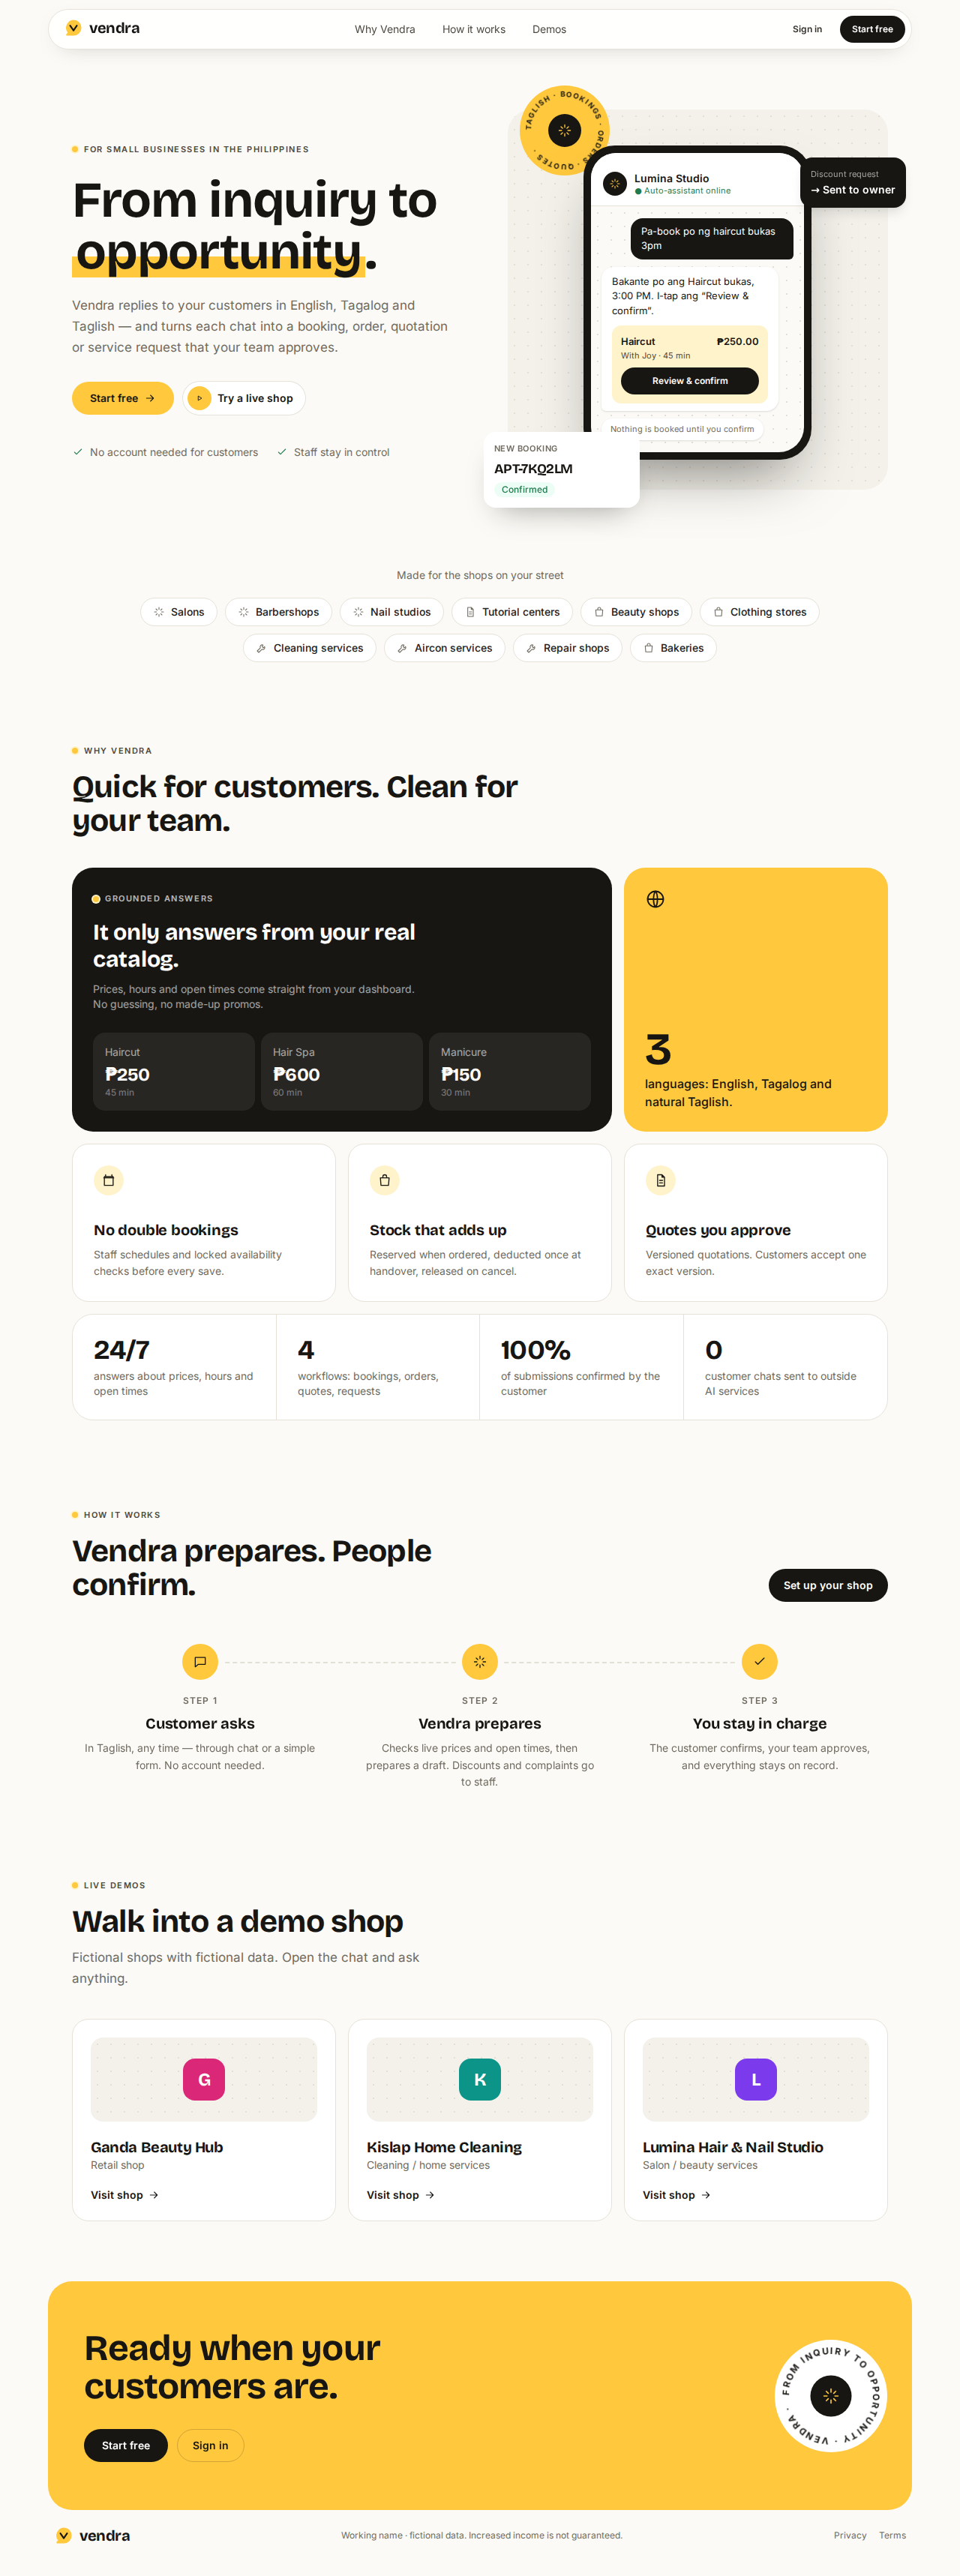 vendra
Why Vendra
How it works
Demos
Sign in
Start free
FOR SMALL BUSINESSES IN THE PHILIPPINES
From inquiry to
opportunity.
Vendra replies to your customers in English, Tagalog and
Taglish — and turns each chat into a booking, order, quotation
or service request that your team approves.
Start free →
Try a live shop
No account needed for customers
Staff stay in control
TAGLISH · BOOKINGS · ORDERS · QUOTES ·
Lumina Studio
Auto-assistant online
Discount request
→ Sent to owner
Pa-book po ng haircut bukas
3pm
Bakante po ang Haircut bukas,
3:00 PM. I-tap ang “Review &
confirm”.
Haircut ₱250.00
With Joy · 45 min
Review & confirm
Nothing is booked until you confirm
NEW BOOKING
APT-7KQ2LM
Confirmed
Made for the shops on your street
Salons
Barbershops
Nail studios
Tutorial centers
Beauty shops
Clothing stores
Cleaning services
Aircon services
Repair shops
Bakeries
WHY VENDRA
Quick for customers. Clean for
your team.
GROUNDED ANSWERS
It only answers from your real
catalog.
Prices, hours and open times come straight from your dashboard.
No guessing, no made-up promos.
Haircut
₱250
45 min
Hair Spa
₱600
60 min
Manicure
₱150
30 min
3
languages: English, Tagalog and
natural Taglish.
No double bookings
Staff schedules and locked availability
checks before every save.
Stock that adds up
Reserved when ordered, deducted once at
handover, released on cancel.
Quotes you approve
Versioned quotations. Customers accept one
exact version.
24/7
answers about prices, hours and
open times
4
workflows: bookings, orders,
quotes, requests
100%
of submissions confirmed by the
customer
0
customer chats sent to outside
AI services
HOW IT WORKS
Vendra prepares. People
confirm.
Set up your shop
STEP 1
Customer asks
In Taglish, any time — through chat or a simple
form. No account needed.
STEP 2
Vendra prepares
Checks live prices and open times, then
prepares a draft. Discounts and complaints go
to staff.
STEP 3
You stay in charge
The customer confirms, your team approves,
and everything stays on record.
LIVE DEMOS
Walk into a demo shop
Fictional shops with fictional data. Open the chat and ask
anything.
G
Ganda Beauty Hub
Retail shop
Visit shop →
K
Kislap Home Cleaning
Cleaning / home services
Visit shop →
L
Lumina Hair & Nail Studio
Salon / beauty services
Visit shop →
Ready when your
customers are.
Start free
Sign in
FROM INQUIRY TO OPPORTUNITY · VENDRA ·
vendra
Working name · fictional data. Increased income is not guaranteed.
Privacy
Terms